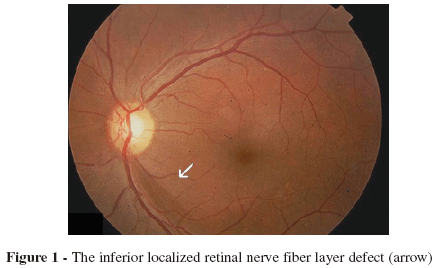 Figure 1 - The inferior localized retinal nerve fiber layer defect (arrow)